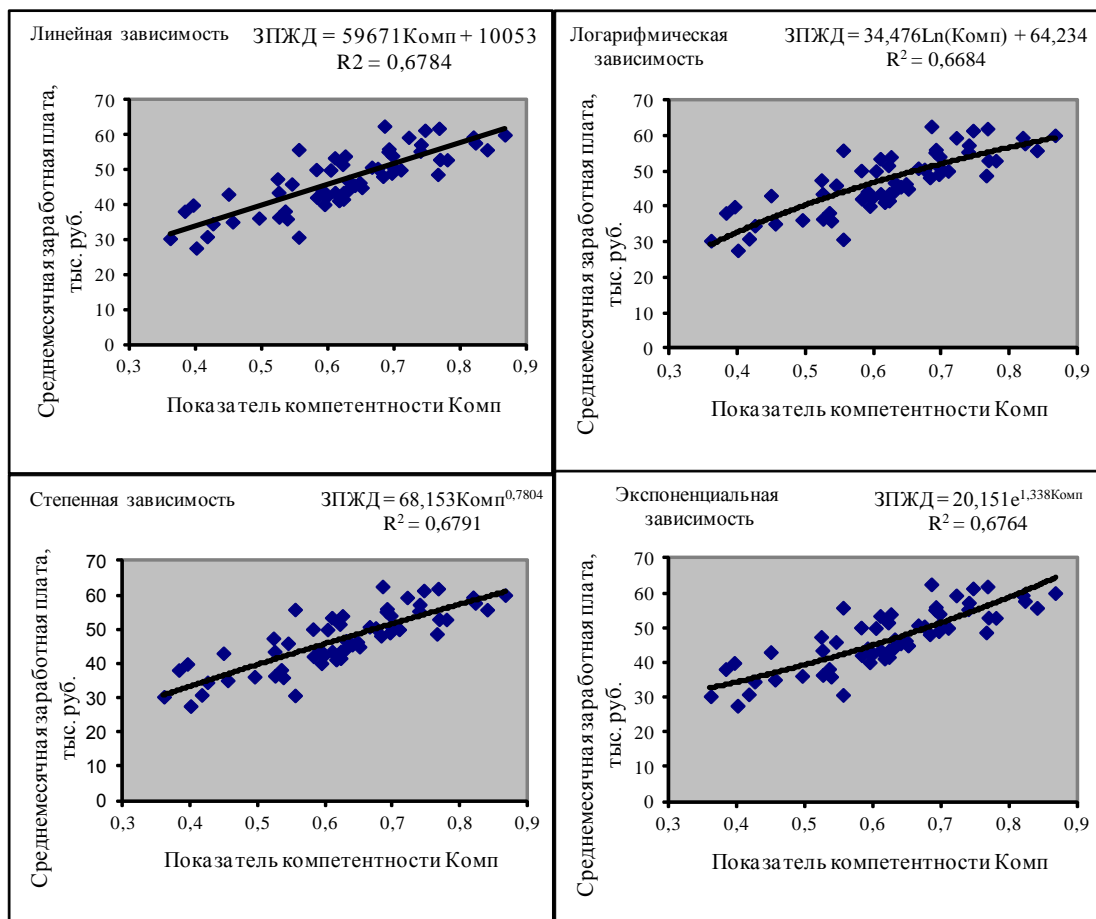 Линейная зависимость
ЗПЖД = 59671Комп + 10053
R2 = 0,6784
Среднемесячная заработная плата,
тыс. руб.
70
60
50
40
30
20
10
0
0,3 0,4 0,5 0,6 0,7 0,8 0,9
Показатель компетентности Комп
Логарифмическая
зависимость
ЗПЖД = 34,476Ln(Комп) + 64,234
R² = 0,6684
Среднемесячная заработная плата,
тыс. руб.
70
60
50
40
30
20
10
0
0,3 0,4 0,5 0,6 0,7 0,8 0,9
Показатель компетентности Комп
Степенная зависимость
ЗПЖД = 68,153Комп^0,7804
R² = 0,6791
Среднемесячная заработная плата,
тыс. руб.
70
60
50
40
30
20
10
0
0,3 0,4 0,5 0,6 0,7 0,8 0,9
Показатель компетентности Комп
Экспоненциальная
зависимость
ЗПЖД = 20,151e^1,338Комп
R² = 0,6764
Среднемесячная заработная плата,
тыс. руб.
70
60
50
40
30
20
10
0
0,3 0,4 0,5 0,6 0,7 0,8 0,9
Показатель компетентности Комп